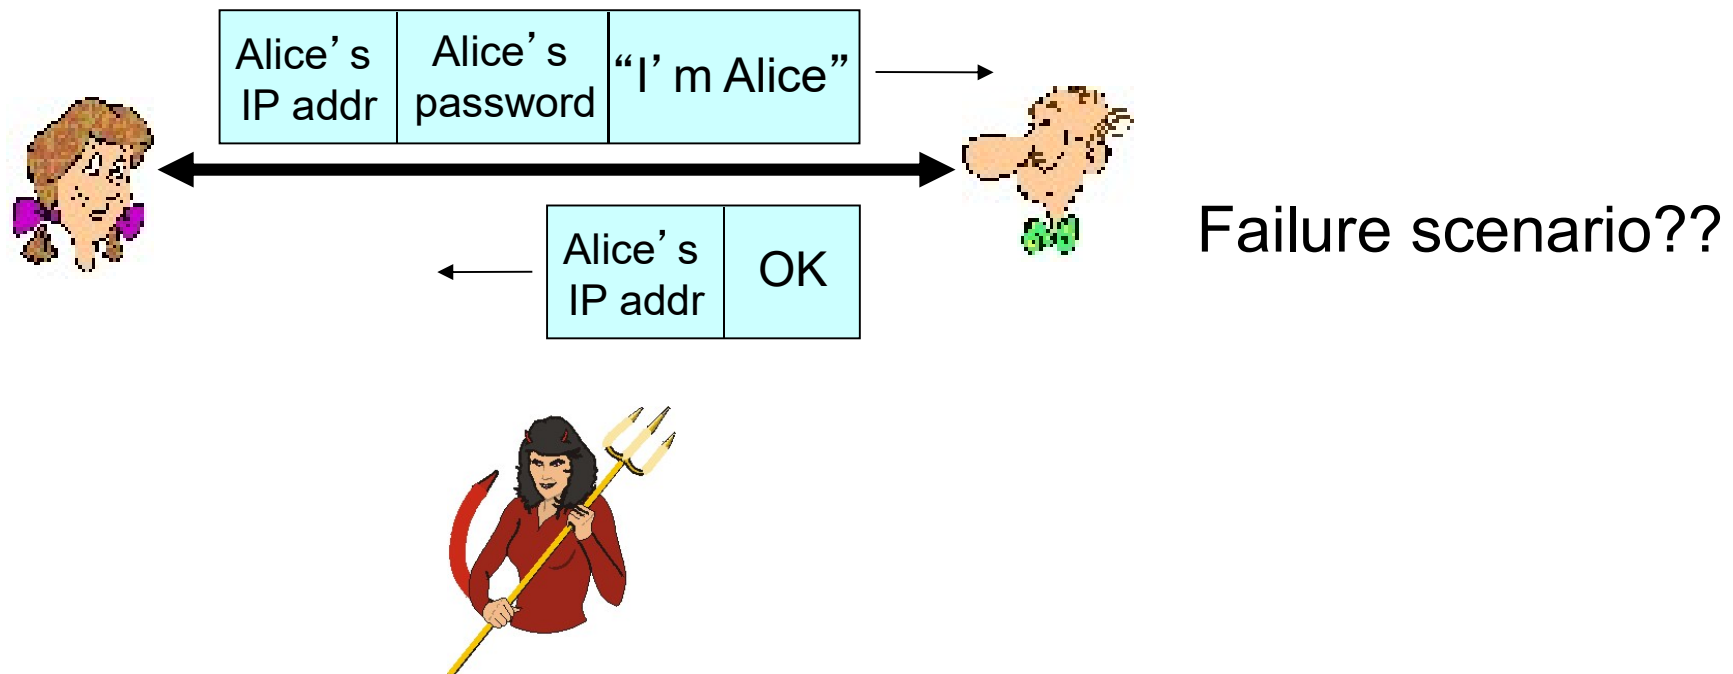 Alice’s
IP addr
Alice’s
password
“I’m Alice”
Failure scenario??
Alice’s
IP addr
OK